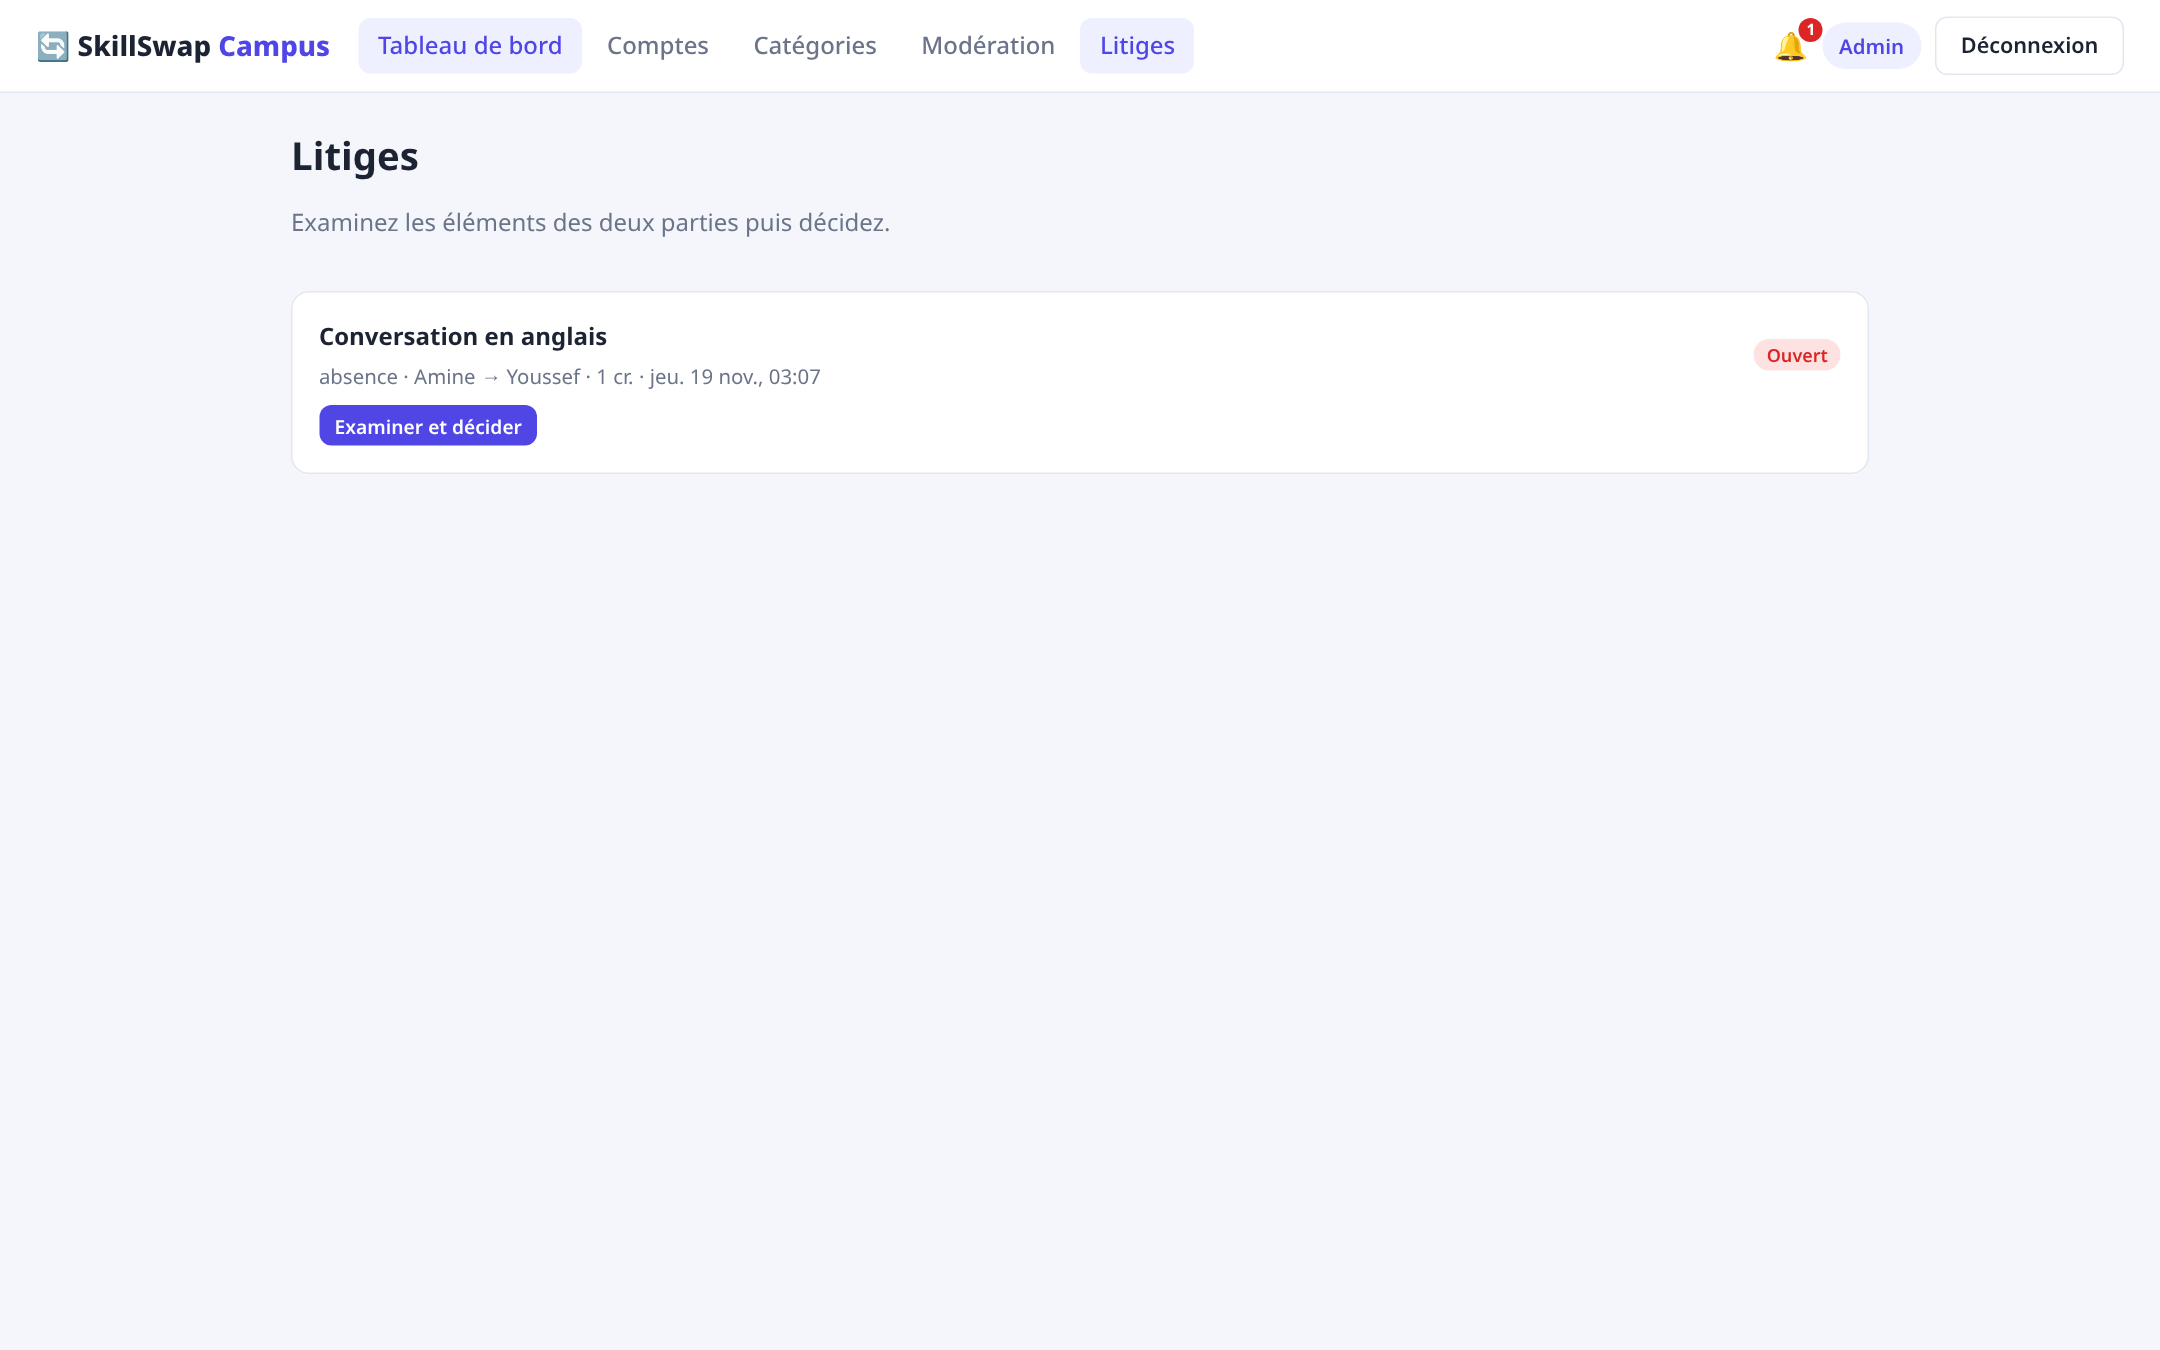 SkillSwap Campus Tableau de bord Comptes Catégories Modération Litiges 1 Admin Déconnexion
Litiges
Examinez les éléments des deux parties puis décidez.
Conversation en anglais
Ouvert
absence · Amine → Youssef · 1 cr. · jeu. 19 nov., 03:07
Examiner et décider